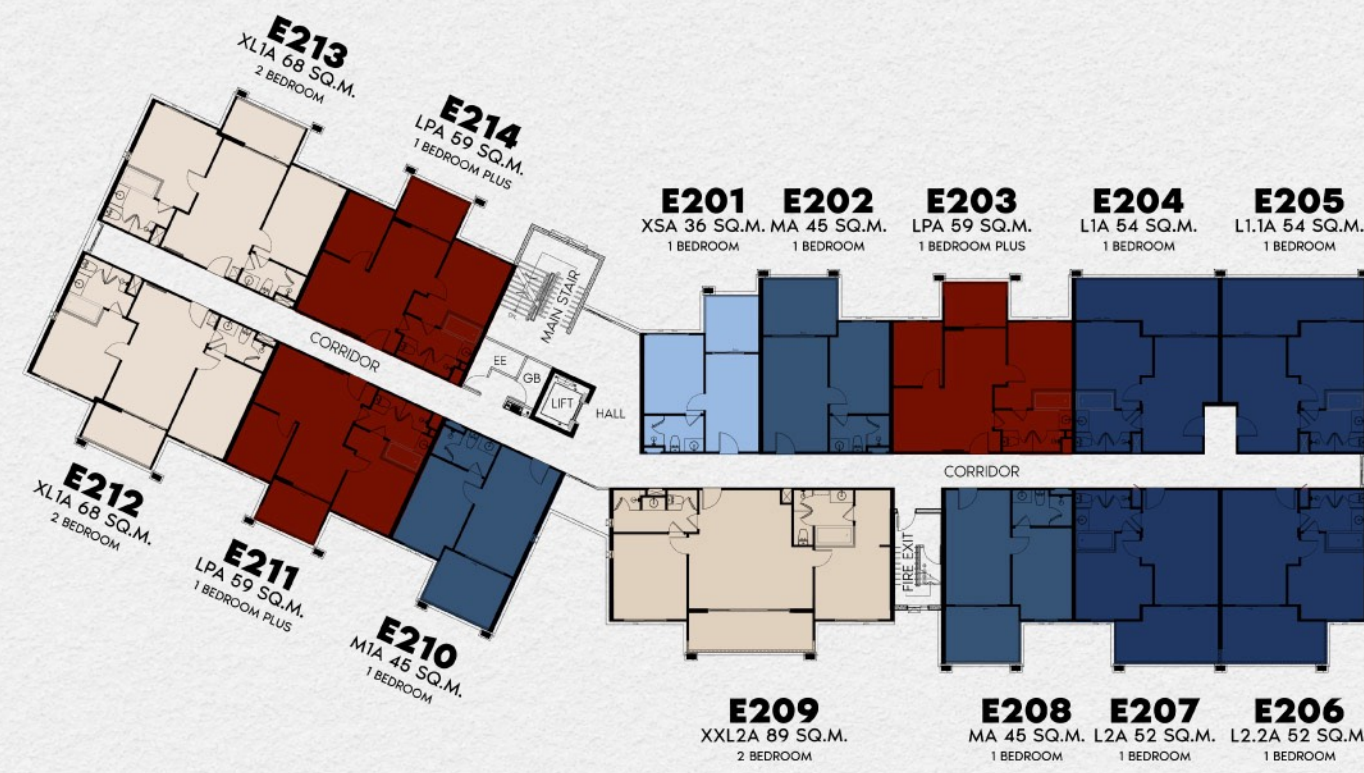 E213
XL1A 68 SQ.M.
2 BEDROOM
E214
LPA 59 SQ.M.
1 BEDROOM PLUS
E201
XSA 36 SQ.M.
1 BEDROOM
E202
MA 45 SQ.M.
1 BEDROOM
E203
LPA 59 SQ.M.
1 BEDROOM PLUS
E204
L1A 54 SQ.M.
1 BEDROOM
E205
L1.1A 54 SQ.M.
1 BEDROOM
MAIN STAIR
CORRIDOR
EE
GB
LIFT
HALL
CORRIDOR
FIRE EXIT
E212
XL1A 68 SQ.M.
2 BEDROOM
E211
LPA 59 SQ.M.
1 BEDROOM PLUS
E210
M1A 45 SQ.M.
1 BEDROOM
E209
XXL2A 89 SQ.M.
2 BEDROOM
E208
MA 45 SQ.M.
1 BEDROOM
E207
L2A 52 SQ.M.
1 BEDROOM
E206
L2.2A 52 SQ.M
1 BEDROOM